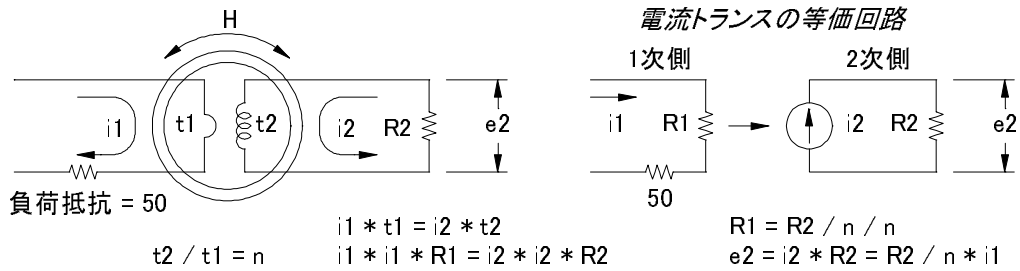 H
電流トランスの等価回路
1次側
2次側
i1
t1
t2
i2
R2
e2
i1
R1
i2
R2
e2
50
負荷抵抗 = 50
i1 * t1 = i2 * t2
R1 = R2 / n / n
t2 / t1 = n
i1 * i1 * R1 = i2 * i2 * R2
e2 = i2 * R2 = R2 / n * i1